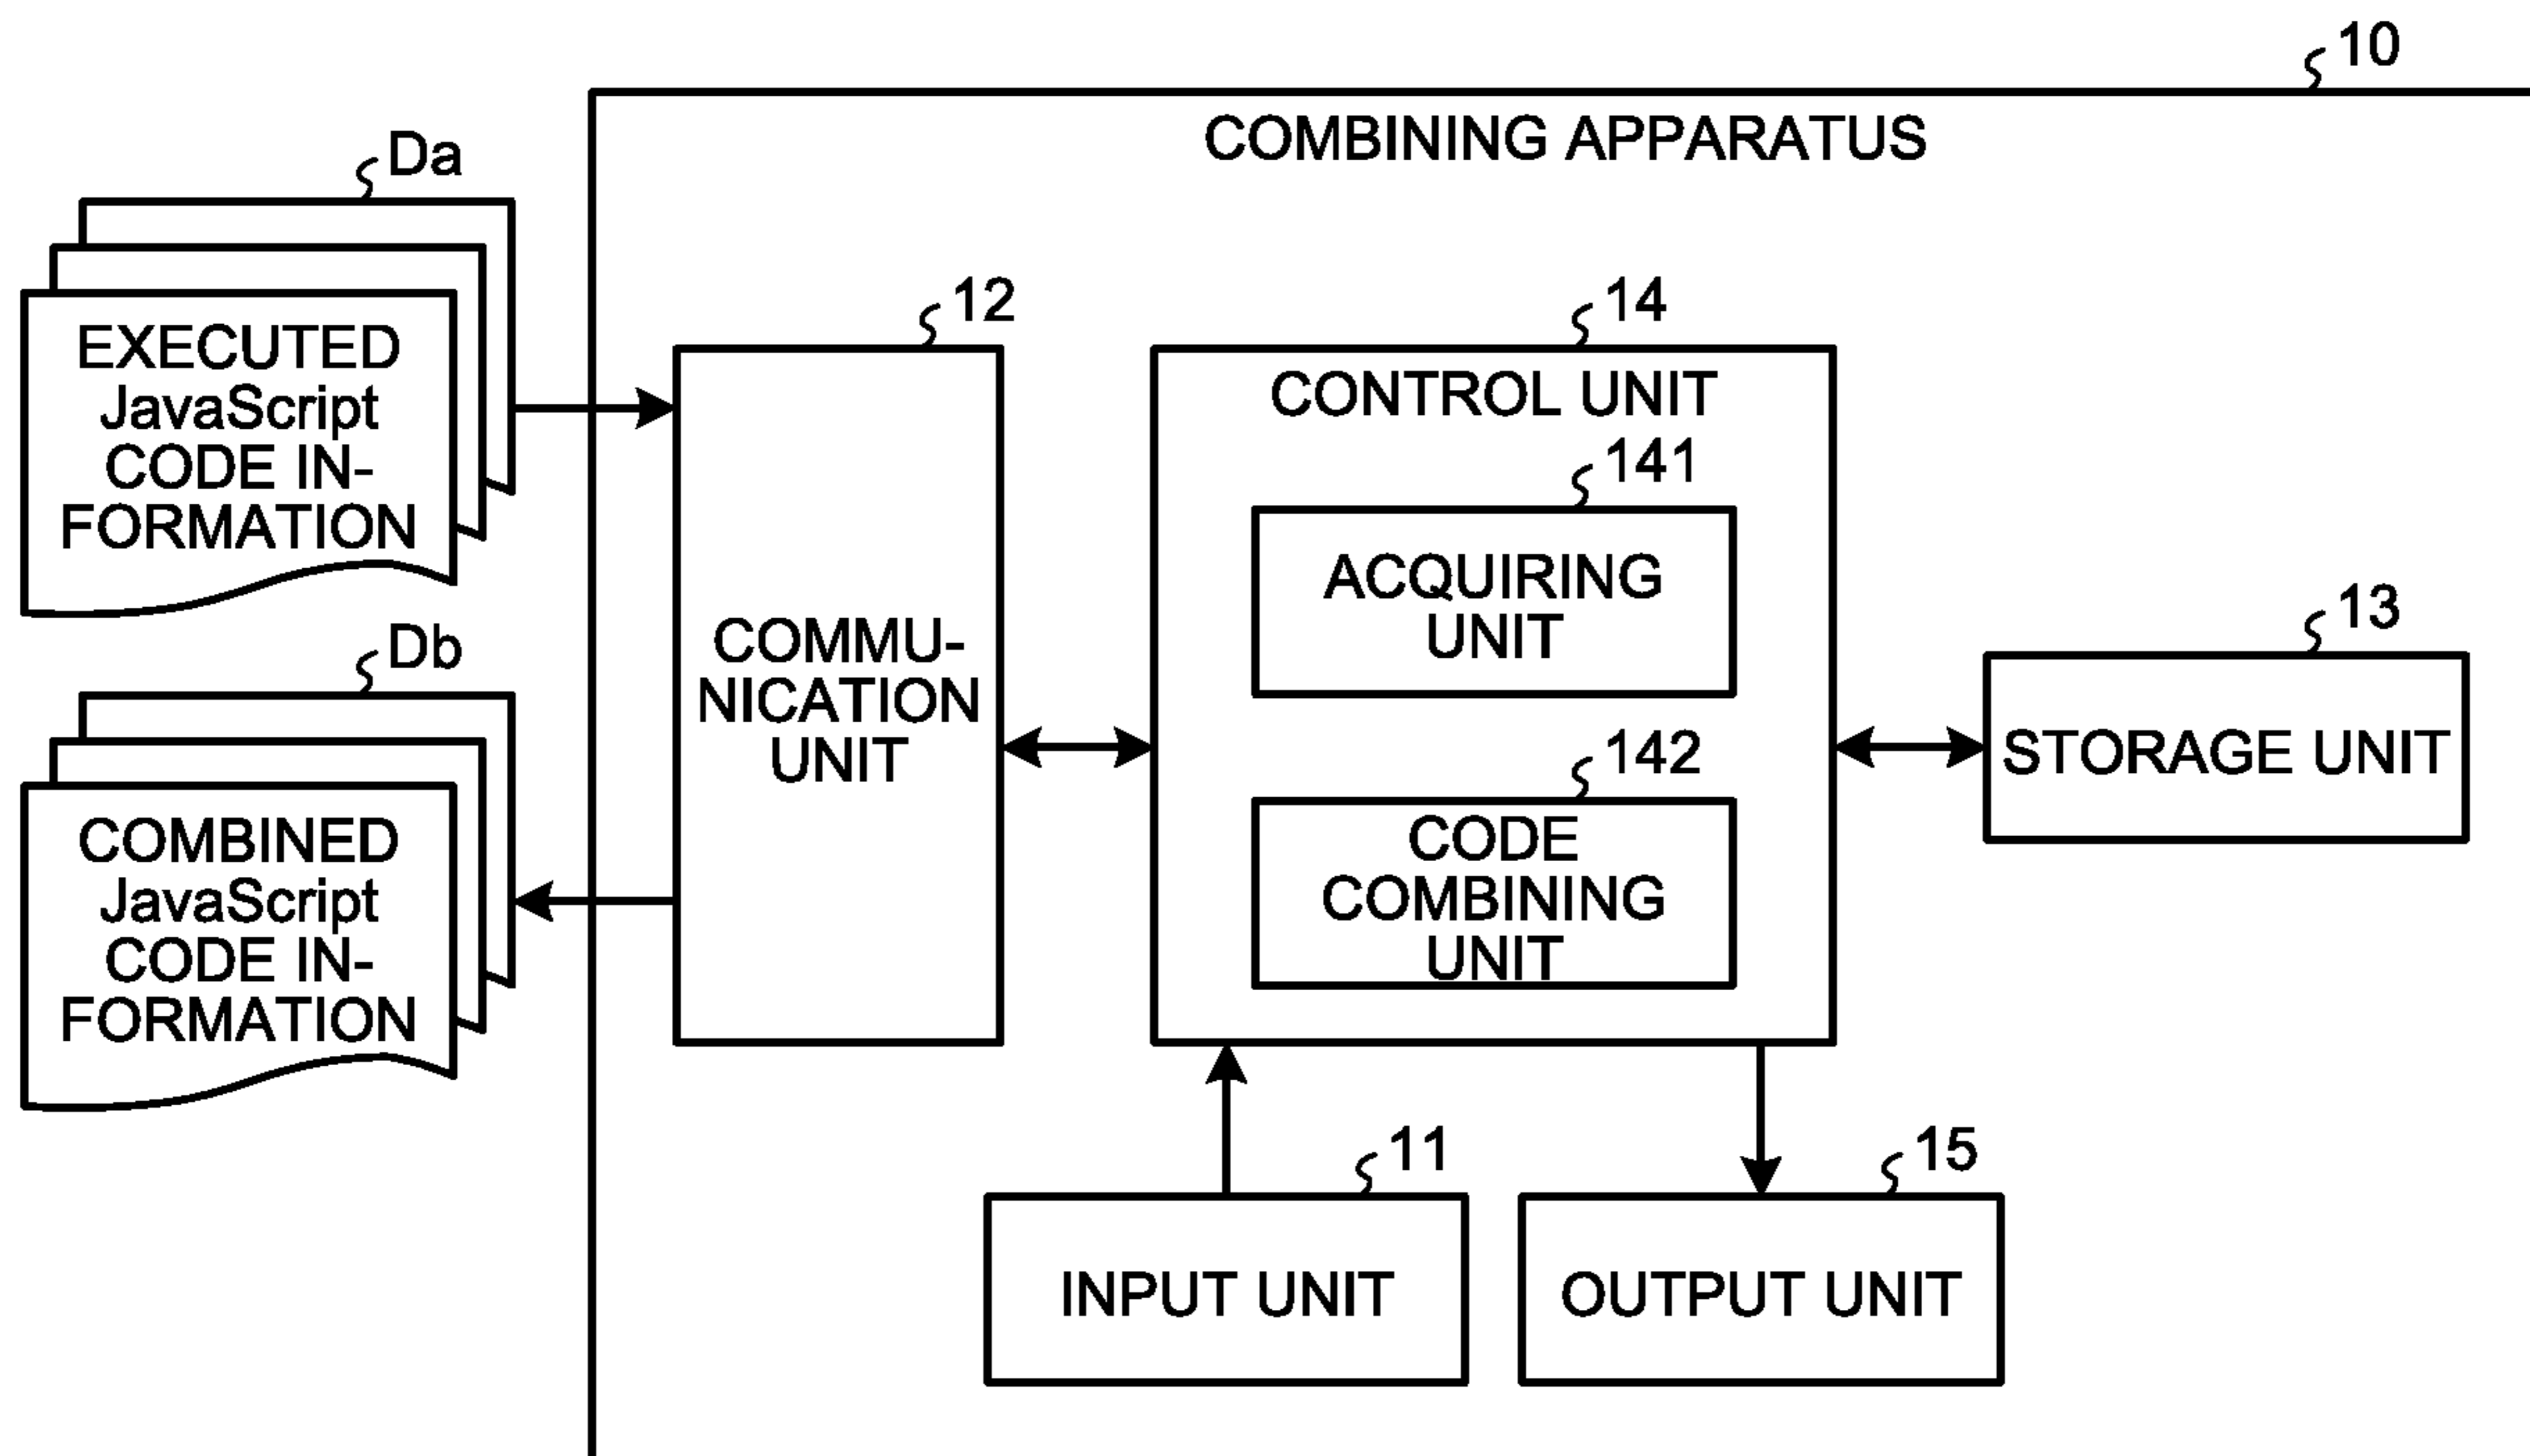 10
COMBINING APPARATUS
Da
EXECUTED
JavaScript
CODE IN-
FORMATION
Db
COMBINED
JavaScript
CODE IN-
FORMATION
12
COMMU-
NICATION
UNIT
14
CONTROL UNIT
141
ACQUIRING
UNIT
142
CODE
COMBINING
UNIT
13
STORAGE UNIT
11
INPUT UNIT
15
OUTPUT UNIT